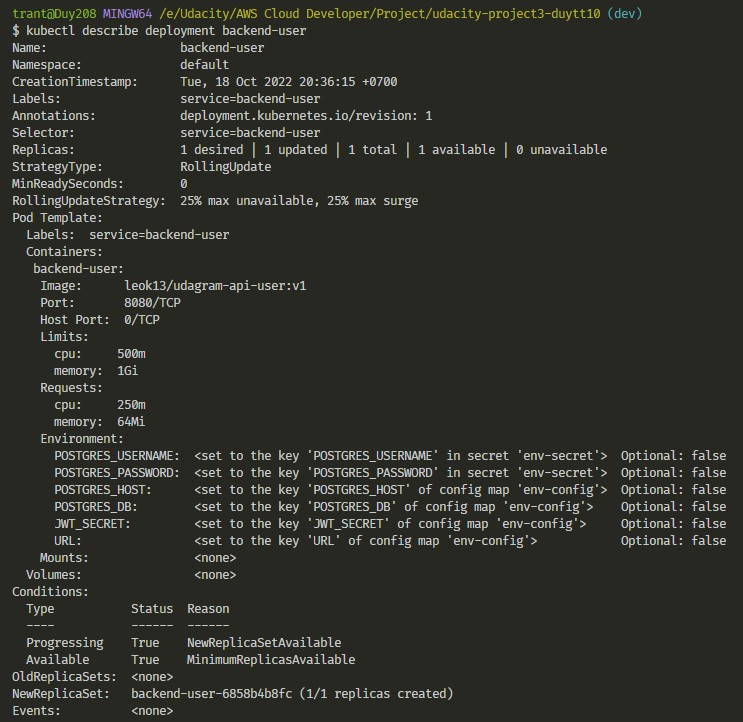 trant@Duy208 MINGW64 /e/Udacity/AWS Cloud Developer/Project/udacity-project3-duytt10 (dev)
$ kubectl describe deployment backend-user
Name:                   backend-user
Namespace:              default
CreationTimestamp:      Tue, 18 Oct 2022 20:36:15 +0700
Labels:                 service=backend-user
Annotations:            deployment.kubernetes.io/revision: 1
Selector:               service=backend-user
Replicas:               1 desired | 1 updated | 1 total | 1 available | 0 unavailable
StrategyType:           RollingUpdate
MinReadySeconds:        0
RollingUpdateStrategy:  25% max unavailable, 25% max surge
Pod Template:
  Labels:  service=backend-user
  Containers:
   backend-user:
    Image:      leok13/udagram-api-user:v1
    Port:       8080/TCP
    Host Port:  0/TCP
    Limits:
      cpu:     500m
      memory:  1Gi
    Requests:
      cpu:     250m
      memory:  64Mi
    Environment:
      POSTGRES_USERNAME:  <set to the key 'POSTGRES_USERNAME' in secret 'env-secret'>  Optional: false
      POSTGRES_PASSWORD:  <set to the key 'POSTGRES_PASSWORD' in secret 'env-secret'>  Optional: false
      POSTGRES_HOST:      <set to the key 'POSTGRES_HOST' of config map 'env-config'>  Optional: false
      POSTGRES_DB:        <set to the key 'POSTGRES_DB' of config map 'env-config'>    Optional: false
      JWT_SECRET:         <set to the key 'JWT_SECRET' of config map 'env-config'>     Optional: false
      URL:                <set to the key 'URL' of config map 'env-config'>            Optional: false
    Mounts:               <none>
  Volumes:                <none>
Conditions:
  Type           Status  Reason
  ----           ------  ------
  Progressing    True    NewReplicaSetAvailable
  Available      True    MinimumReplicasAvailable
OldReplicaSets:  <none>
NewReplicaSet:   backend-user-6858b4b8fc (1/1 replicas created)
Events:          <none>